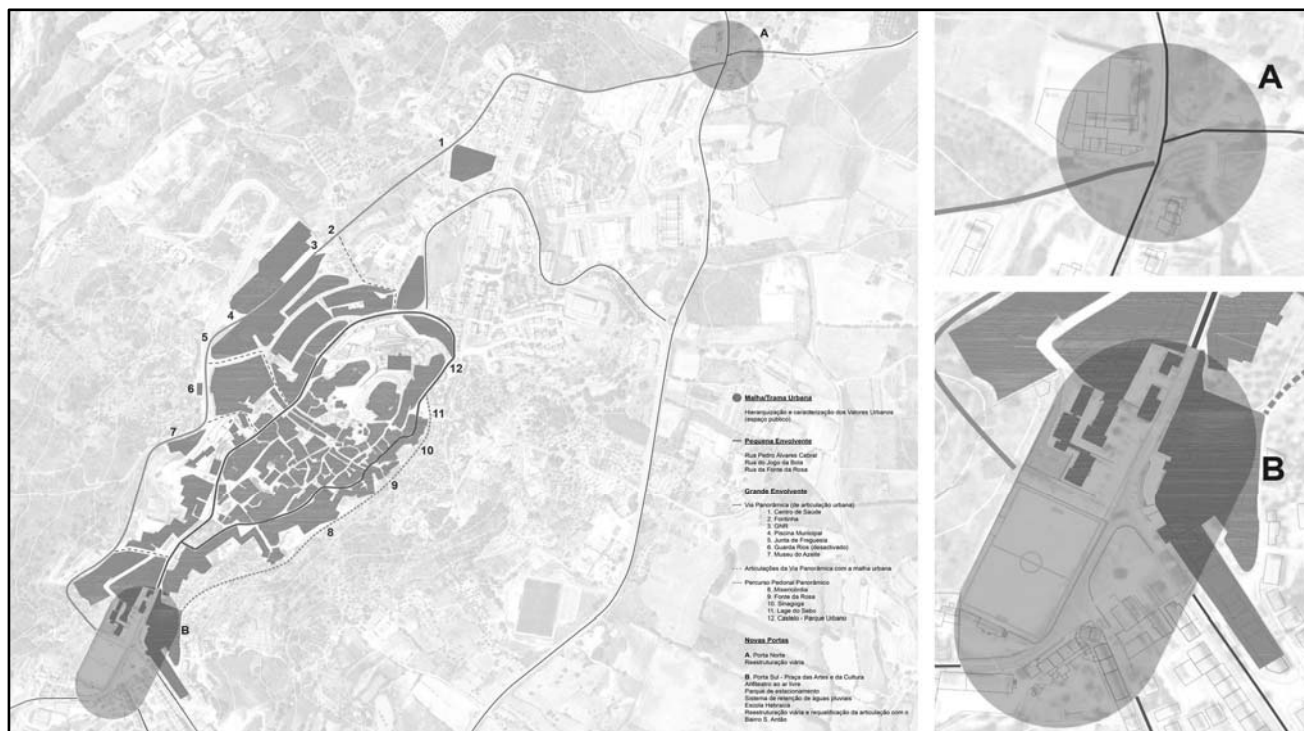 A
1
2
3
4
5
6
7
12
11
10
9
8
B
Malha/Trama Urbana
Hierarquização e caracterização dos Valores Urbanos
(espaço público)
Pequena Envolvente
Rua Pedro Álvares Cabral
Rua do Jogo da Bola
Rua da Fonte da Rosa
Grande Envolvente
Via Panorâmica (de articulação urbana)
1. Centro de Saúde
2. Fontinha
3. GNR
4. Piscina Municipal
5. Junta de Freguesia
6. Guarda Rios (desactivado)
7. Museu do Azeite
Articulações da Via Panorâmica com a malha urbana
Percurso Pedonal Panorâmico
8. Misericórdia
9. Fonte da Rosa
10. Sinagoga
11. Lage do Sabu
12. Castelo - Parque Urbano
Novas Portas
A. Porta Norte
Reestruturação viária
B. Porta Sul - Praça das Artes e da Cultura
Anfiteatro ao ar livre
Parque de estacionamento
Sistema de retenção de águas pluviais
Escola Hebraica
Reestruturação viária e requalificação da articulação com o
Bairro S. Antão
A
B